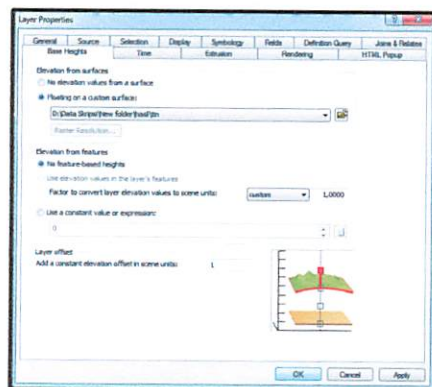 Layer Properties
General Source Selection Display Symbology Fields Definition Query Joins & Relates
Base Heights Time Extrusion Rendering HTML Popup
Elevation from surfaces
No elevation values from a surface
Floating on a custom surface:
Raster Resolution...
Elevation from features
No feature-based heights
Use elevation values in the layer's features
Factor to convert layer elevation values to scene units: custom 1,0000
Use a constant value or expression:
0
Layer offset
Add a constant elevation offset in scene units:
OK Cancel Apply